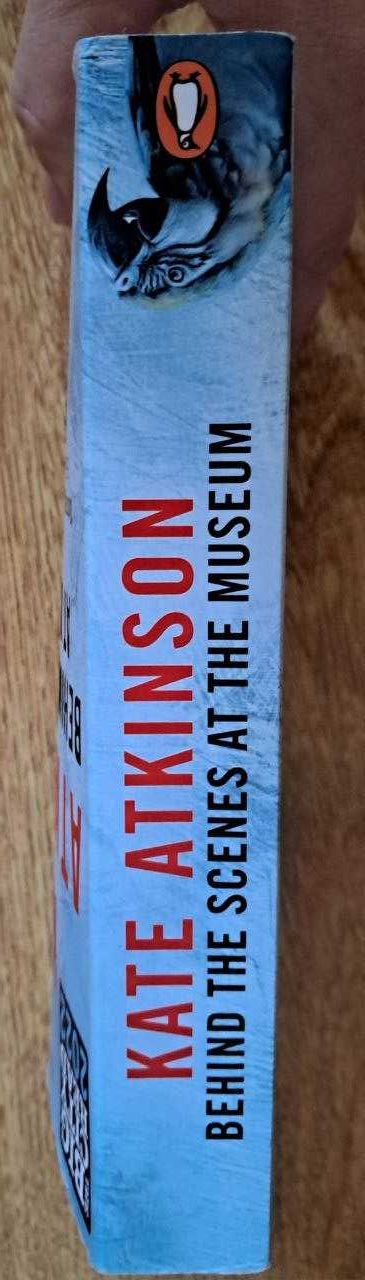 KATE ATKINSON
BEHIND THE SCENES AT THE MUSEUM